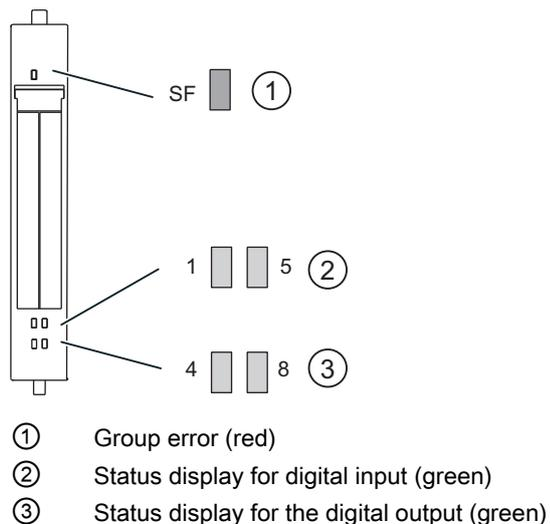 SF ①
1 5 ②
4 8 ③
① Group error (red)
② Status display for digital input (green)
③ Status display for the digital output (green)